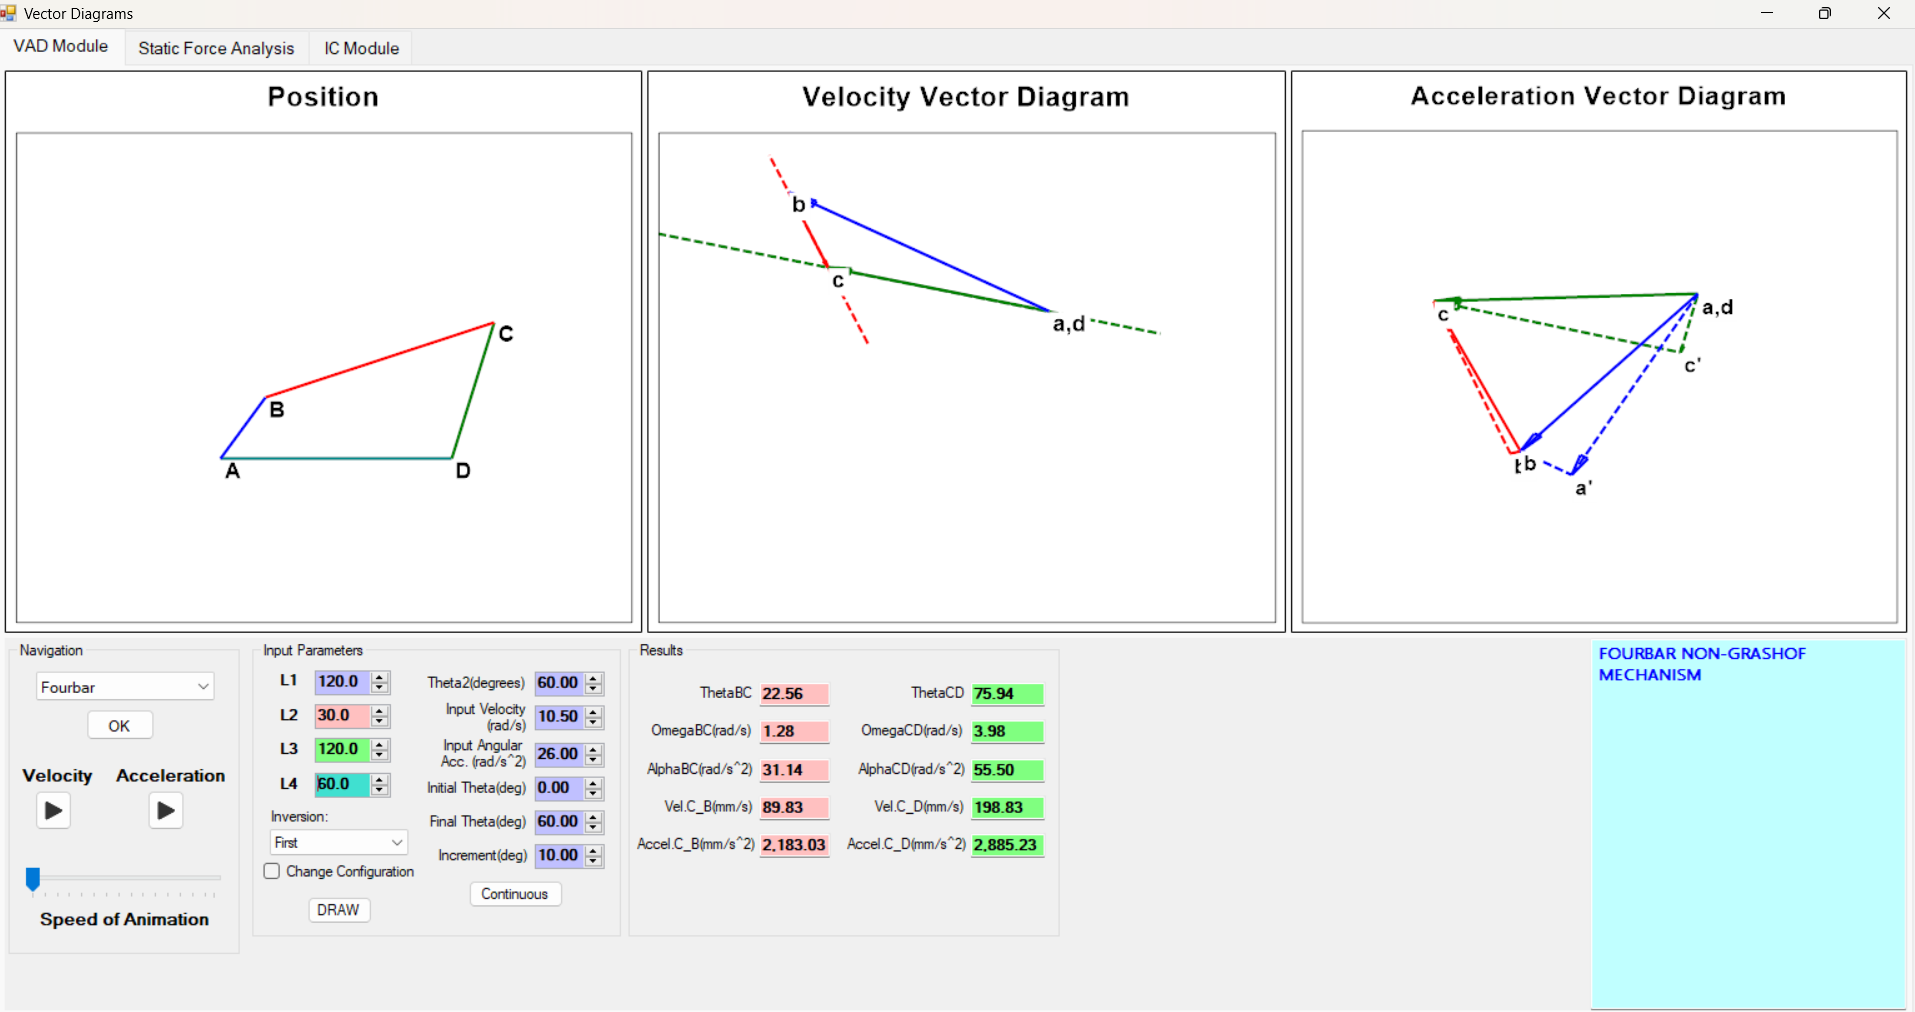 Vector Diagrams
VAD Module
Static Force Analysis
IC Module
Position
B
C
A
D
Velocity Vector Diagram
b
c
a,d
Acceleration Vector Diagram
c
a,d
c'
b
a'
Navigation
Fourbar
OK
Velocity Acceleration
Speed of Animation
Input Parameters
L1 120.0
L2 30.0
L3 120.0
L4 60.0
Inversion:
First
Change Configuration
DRAW
Theta2(degrees) 60.00
Input Velocity
(rad/s) 10.50
Input Angular
Acc. (rad/s^2) 26.00
Initial Theta(deg) 0.00
Final Theta(deg) 60.00
Increment(deg) 10.00
Continuous
Results
ThetaBC 22.56 ThetaCD 75.94
OmegaBC(rad/s) 1.28 OmegaCD(rad/s) 3.98
AlphaBC(rad/s^2) 31.14 AlphaCD(rad/s^2) 55.50
Vel.C_B(mm/s) 89.83 Vel.C_D(mm/s) 198.83
Accel.C_B(mm/s^2) 2,183.03 Accel.C_D(mm/s^2) 2,885.23
FOURBAR NON-GRASHOF
MECHANISM